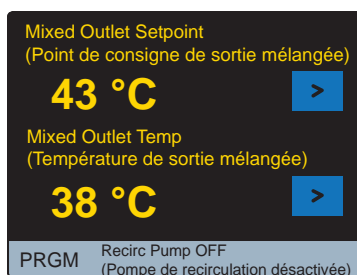 Mixed Outlet Setpoint
(Point de consigne de sortie mélangée)
43 °C
>
Mixed Outlet Temp
(Température de sortie mélangée)
38 °C
>
PRGM
Recirc Pump OFF
(Pompe de recirculation désactivée)